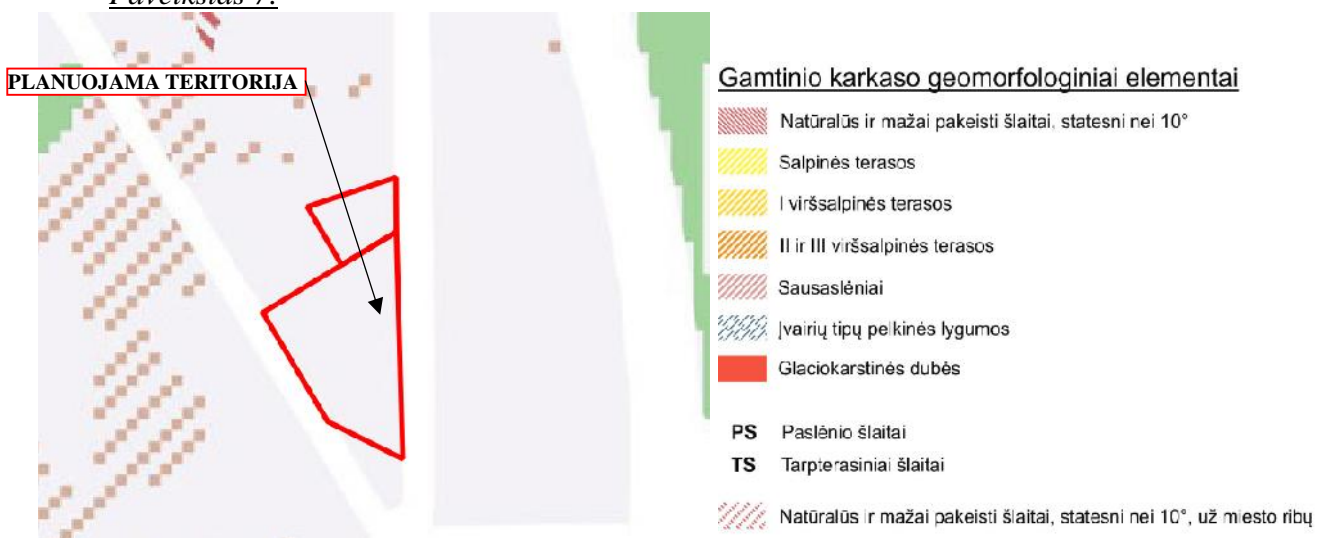 Paveikslas 7.
PLANUOJAMA TERITORIJA
Gamtinio karkaso geomorfologiniai elementai
Natūralūs ir mažai pakeisti šlaitai, statesni nei 10°
Salpinės terasos
I viršsalpinės terasos
II ir III viršsalpinės terasos
Sausaslėniai
Įvairių tipų pelkinės lygumos
Glaciokarstinės dubės
PS Paslėnio šlaitai
TS Tarpterasiniai šlaitai
Natūralūs ir mažai pakeisti šlaitai, statesni nei 10°, už miesto ribų